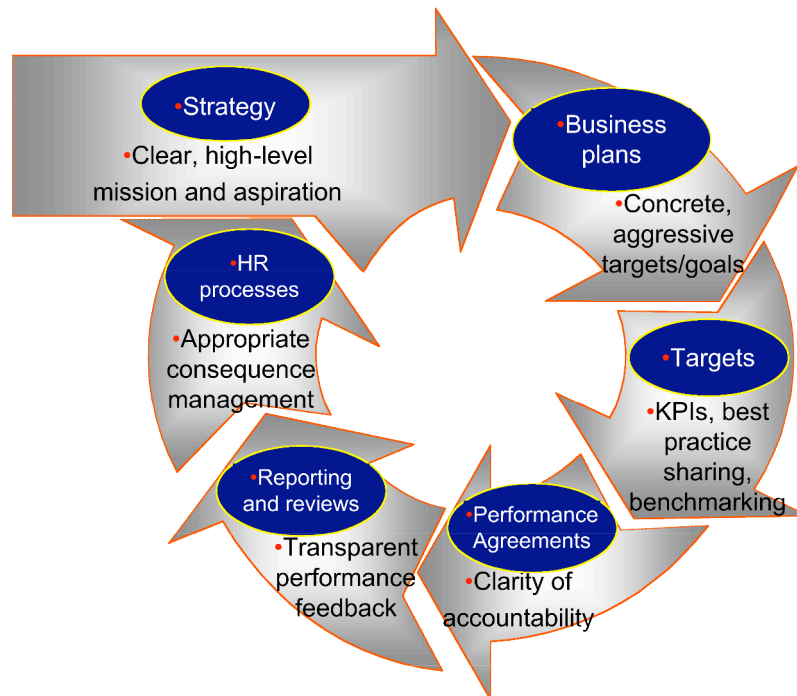 •Strategy
•Clear, high-level
mission and aspiration
•Business
plans
•Concrete,
aggressive
targets/goals
•Targets
•KPIs, best
practice
sharing,
benchmarking
•Performance
Agreements
•Clarity of
accountability
•Reporting
and reviews
•Transparent
performance
feedback
•HR
processes
•Appropriate
consequence
management